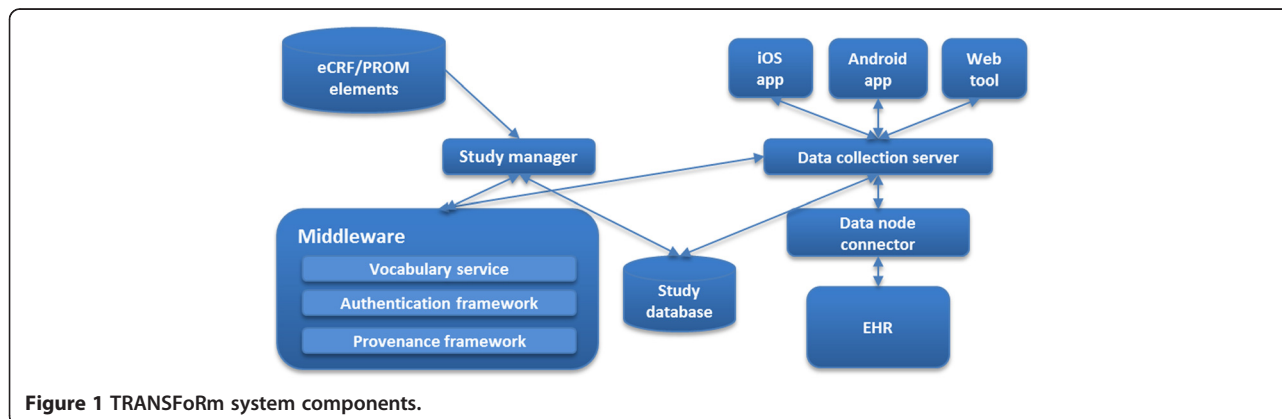 eCRF/PROM
elements
iOS
app
Android
app
Web
tool
Study manager
Data collection server
Middleware
Vocabulary service
Authentication framework
Provenance framework
Study
database
Data node
connector
EHR
Figure 1 TRANSFoRm system components.